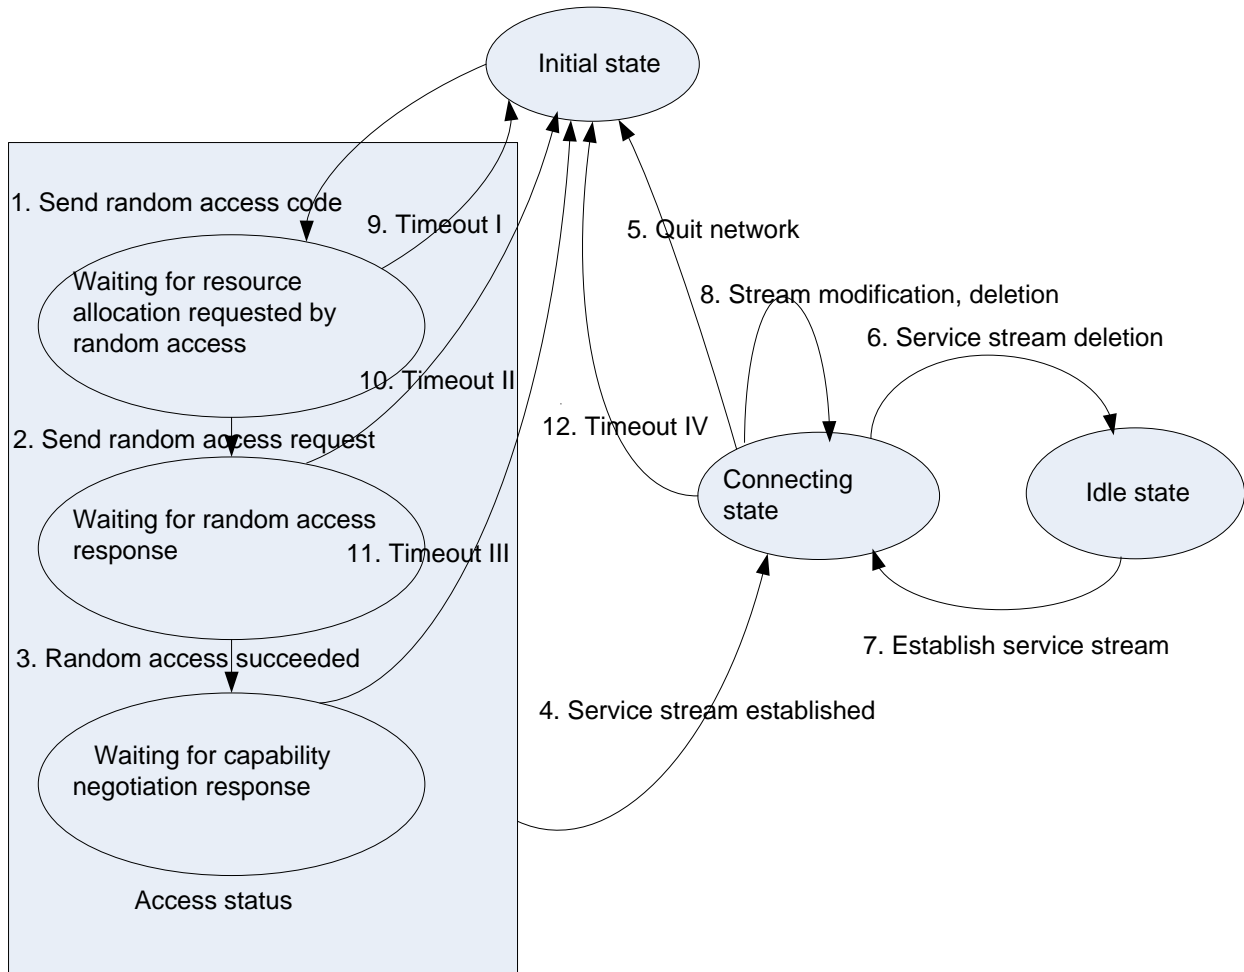 Initial state
1. Send random access code
9. Timeout I
5. Quit network
Waiting for resource
allocation requested by
random access
8. Stream modification, deletion
6. Service stream deletion
10. Timeout II
12. Timeout IV
2. Send random access request
Connecting
state
Idle state
Waiting for random access
response
11. Timeout III
7. Establish service stream
3. Random access succeeded
4. Service stream established
Waiting for capability
negotiation response
Access status